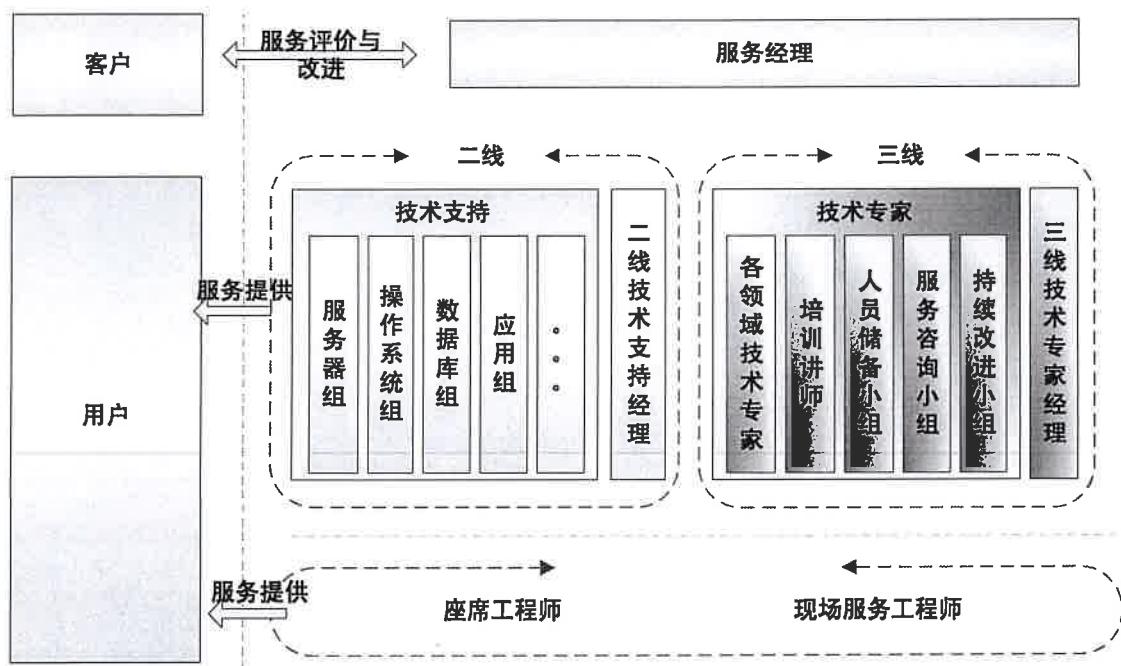 客户
服务评价与
改进
服务经理
二线
三线
技术支持
技术专家
服务器组
操作系统组
数据库组
应用组
二线技术支持经理
各领域技术专家
培训讲师
人员储备小组
服务咨询小组
持续改进小组
三线技术专家经理
服务提供
用户
服务提供
座席工程师
现场服务工程师